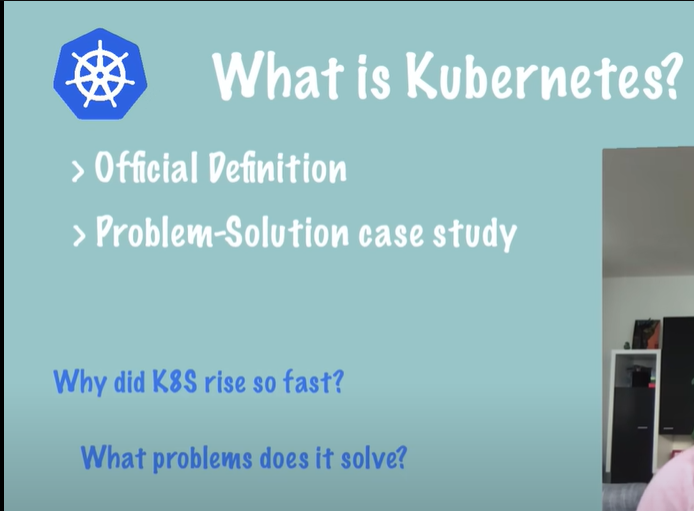 What is Kubernetes?
> Official Definition
> Problem-Solution case study
Why did K8S rise so fast?
What problems does it solve?